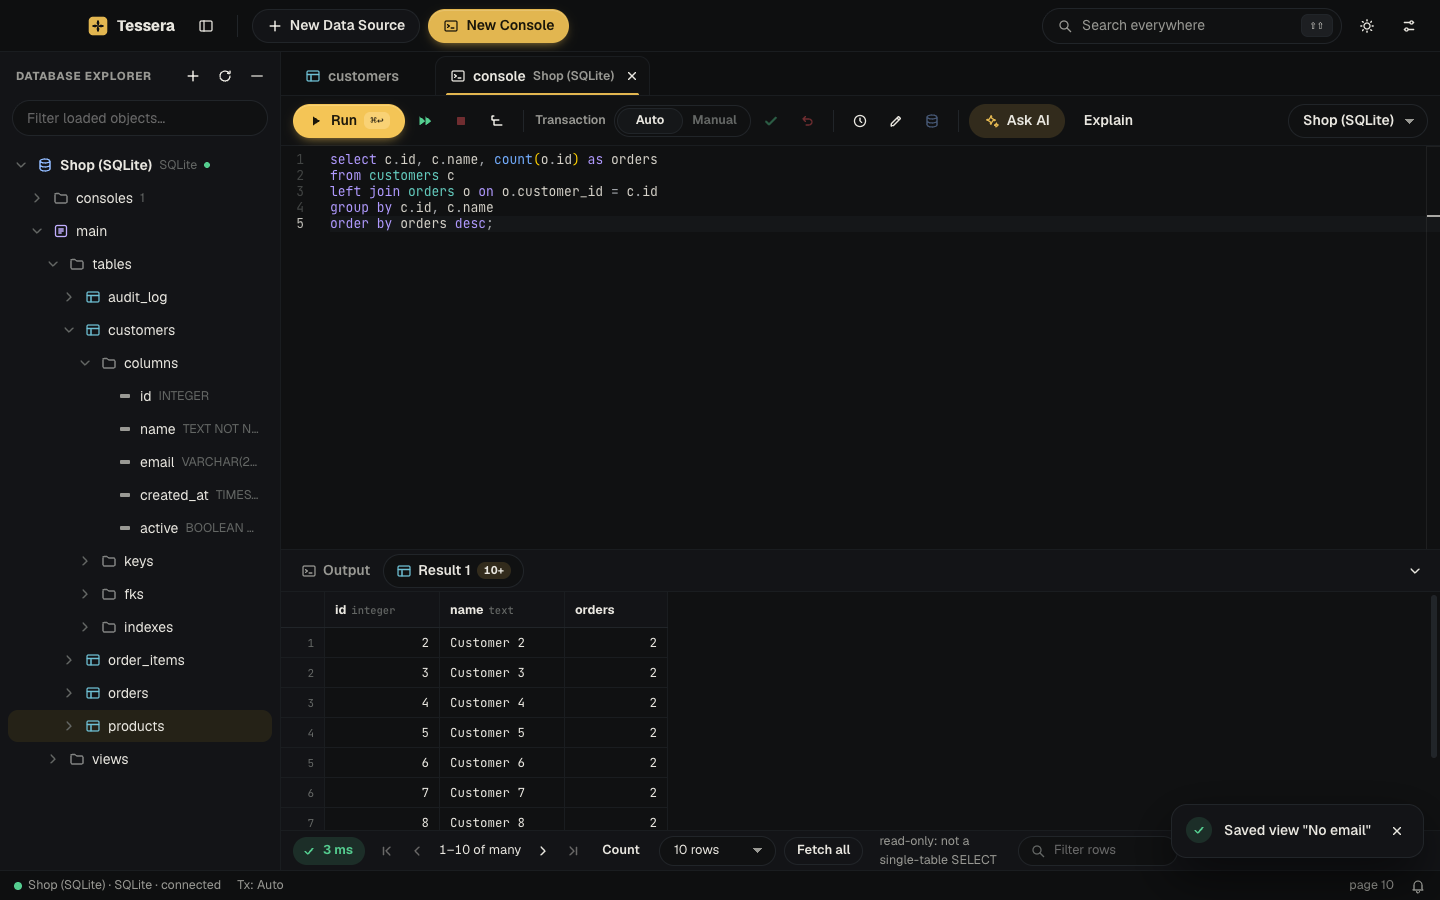 Tessera
New Data Source
New Console
Search everywhere
⇧⇧
DATABASE EXPLORER
Filter loaded objects…
Shop (SQLite) SQLite
consoles 1
main
tables
audit_log
customers
columns
id INTEGER
name TEXT NOT N…
email VARCHAR(2…
created_at TIMES…
active BOOLEAN …
keys
fks
indexes
order_items
orders
products
views
customers
console Shop (SQLite)
Run ⌘↩
Transaction
Auto
Manual
Ask AI
Explain
Shop (SQLite)
1 select c.id, c.name, count(o.id) as orders
2 from customers c
3 left join orders o on o.customer_id = c.id
4 group by c.id, c.name
5 order by orders desc;
Output
Result 1 10+
id integer name text orders
1 2 Customer 2 2
2 3 Customer 3 2
3 4 Customer 4 2
4 5 Customer 5 2
5 6 Customer 6 2
6 7 Customer 7 2
7 8 Customer 8 2
3 ms
1–10 of many
Count
10 rows
Fetch all
read-only: not a
single-table SELECT
Filter rows
Saved view "No email"
Shop (SQLite) · SQLite · connected
Tx: Auto
page 10